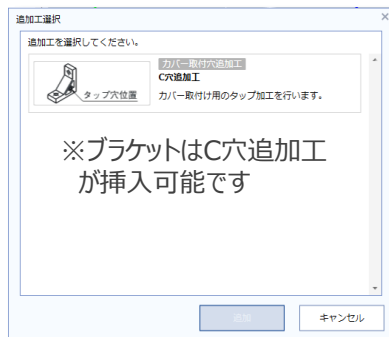 追加工選択
追加工を選択してください。
カバー取付穴追加工
C穴追加工
タップ穴位置
カバー取付け用のタップ加工を行います。
※ブラケットはC穴追加工
が挿入可能です
追加
キャンセル